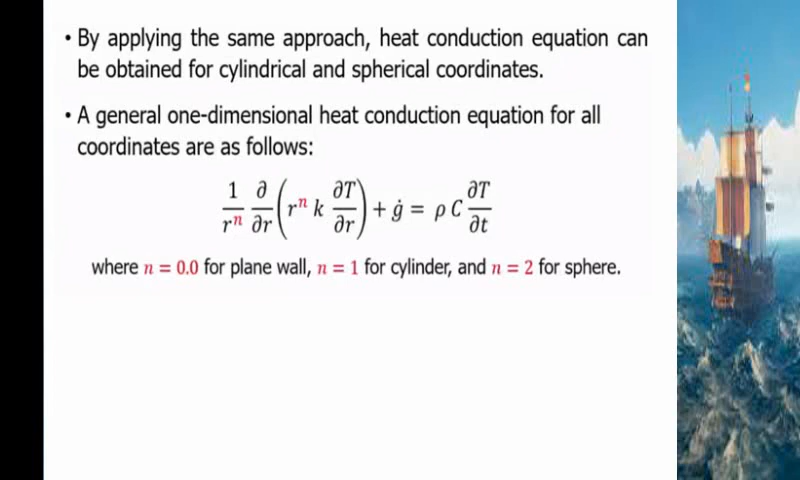 • By applying the same approach, heat conduction equation can
be obtained for cylindrical and spherical coordinates.
• A general one-dimensional heat conduction equation for all
coordinates are as follows:
1/rⁿ ∂/∂r (rⁿ k ∂T/∂r) + ġ = ρ C ∂T/∂t
where n = 0.0 for plane wall, n = 1 for cylinder, and n = 2 for sphere.